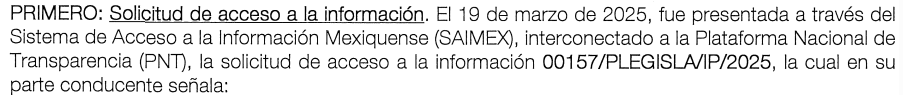 PRIMERO: Solicitud de acceso a la información. El 19 de marzo de 2025, fue presentada a través del
Sistema de Acceso a la Información Mexiquense (SAIMEX), interconectado a la Plataforma Nacional de
Transparencia (PNT), la solicitud de acceso a la información 00157/PLEGISLA/IP/2025, la cual en su
parte conducente señala: